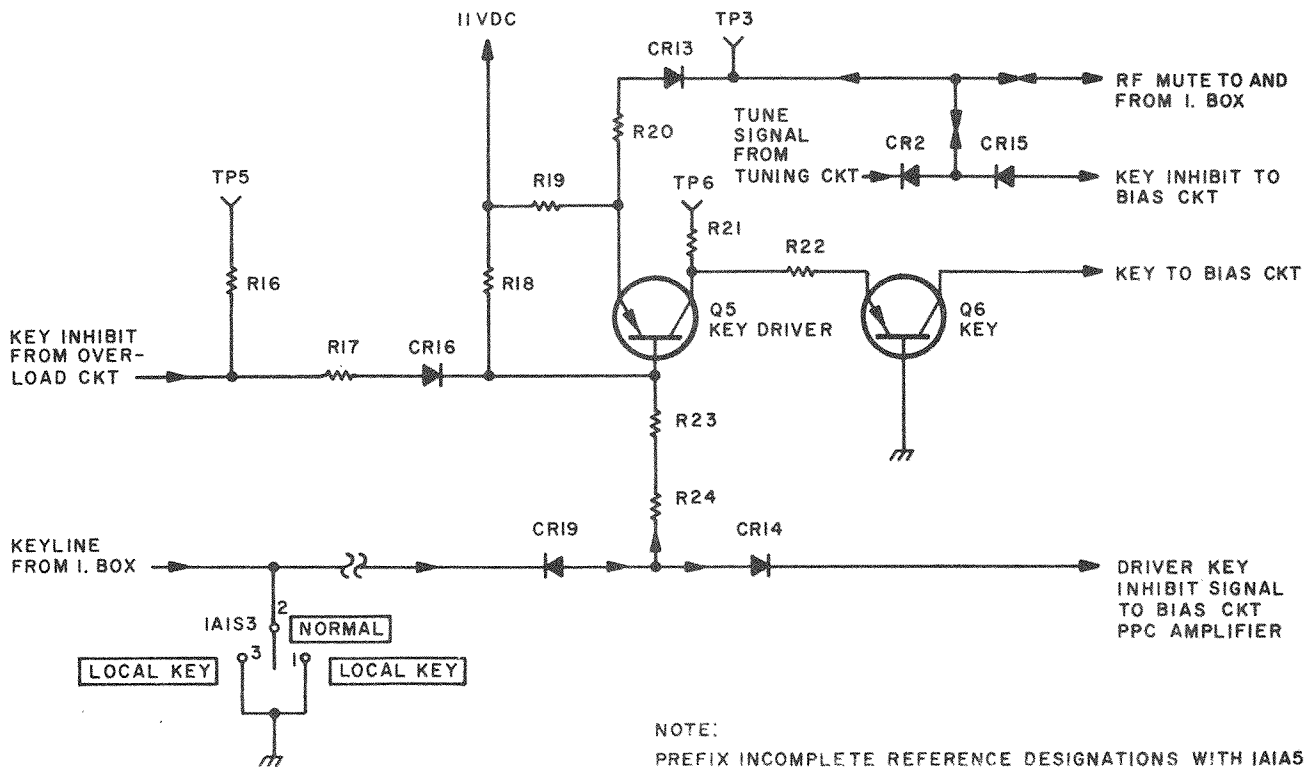 11 VDC
TP3
CR13
RF MUTE TO AND
FROM I. BOX
R20
TUNE
SIGNAL
FROM
TUNING CKT
CR2
CR15
KEY INHIBIT TO
BIAS CKT
TP5
R19
TP6
R21
R22
R16
R18
KEY TO BIAS CKT
Q5
KEY DRIVER
Q6
KEY
KEY INHIBIT
FROM OVER-
LOAD CKT
R17
CR16
R23
R24
KEYLINE
FROM I. BOX
CR19
CR14
DRIVER KEY
INHIBIT SIGNAL
TO BIAS CKT
PPC AMPLIFIER
2
1A1S3
NORMAL
3
1
LOCAL KEY
LOCAL KEY
NOTE:
PREFIX INCOMPLETE REFERENCE DESIGNATIONS WITH 1A1A5